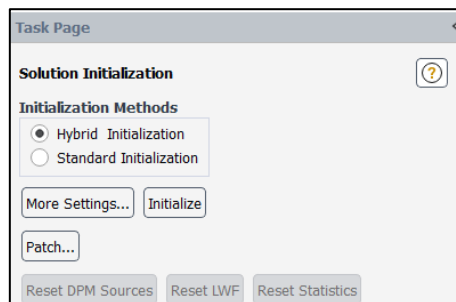 Task Page
Solution Initialization
?
Initialization Methods
Hybrid Initialization
Standard Initialization
More Settings... Initialize
Patch...
Reset DPM Sources Reset LWF Reset Statistics